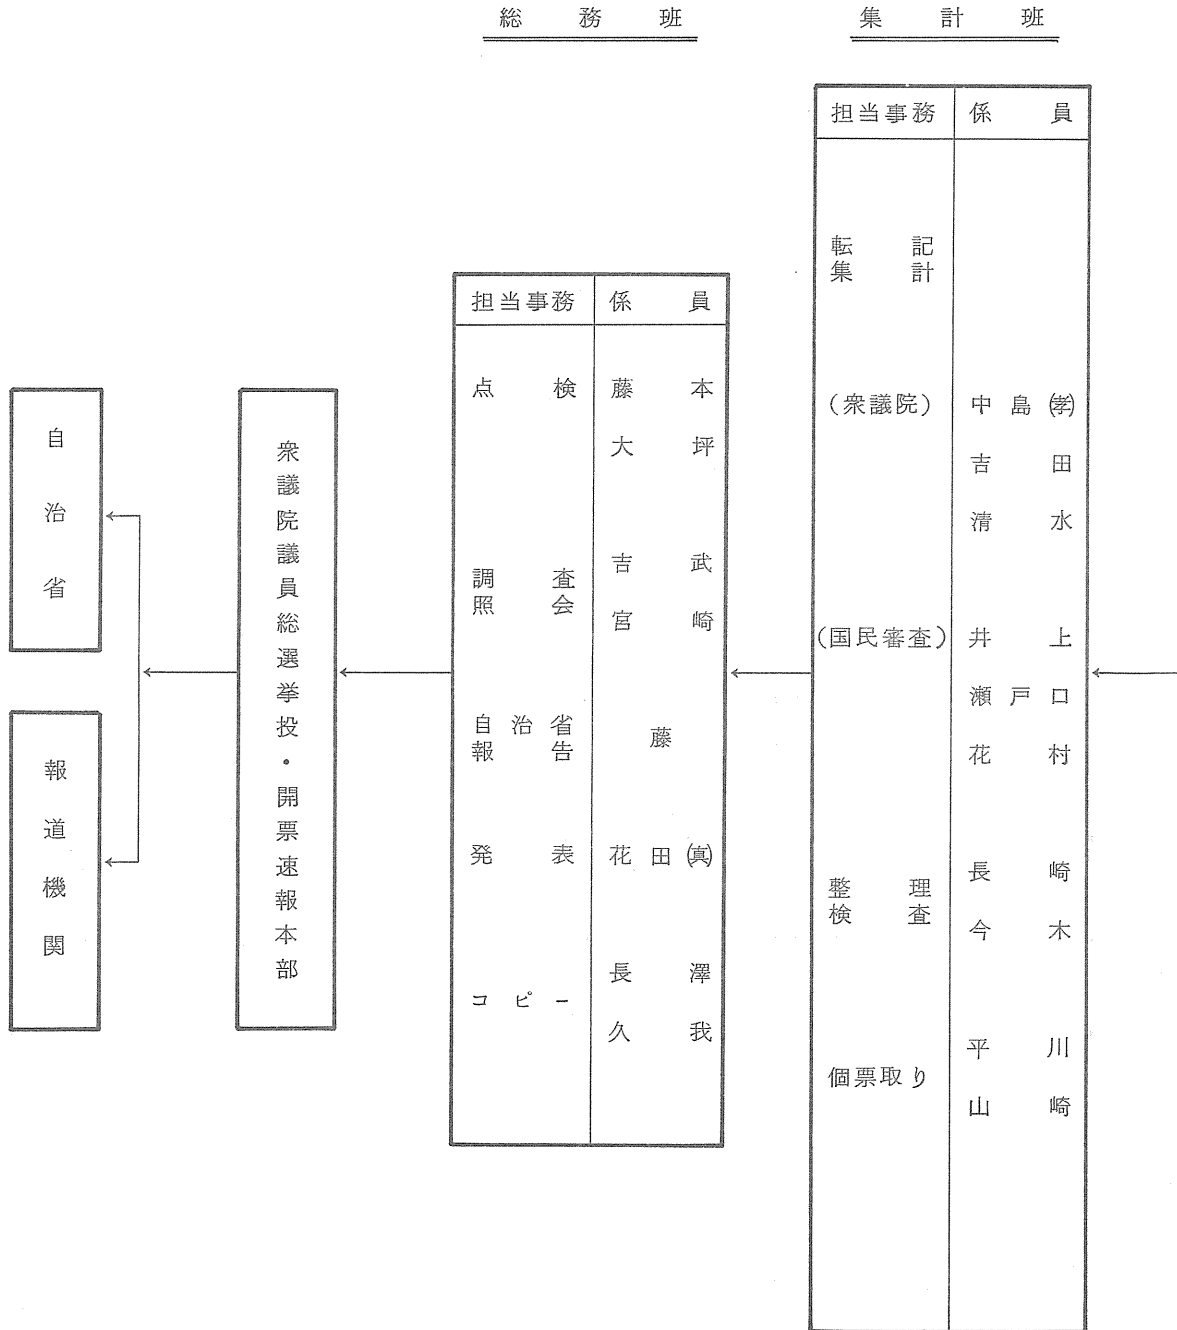 総務班
集計班
担当事務 係員
転記
集計
(衆議院) 中島(孝)
吉田
清水
(国民審査) 井上
瀬戸口
花村
整理
検査
長崎
今木
個票取り
平川
山崎
担当事務 係員
点検 藤本
大坪
調査
照会
吉武
宮崎
自治省
報告
藤
発表 花田(真)
コピー
長澤
久我
衆議院議員総選挙投・開票速報本部
自治省
報道機関